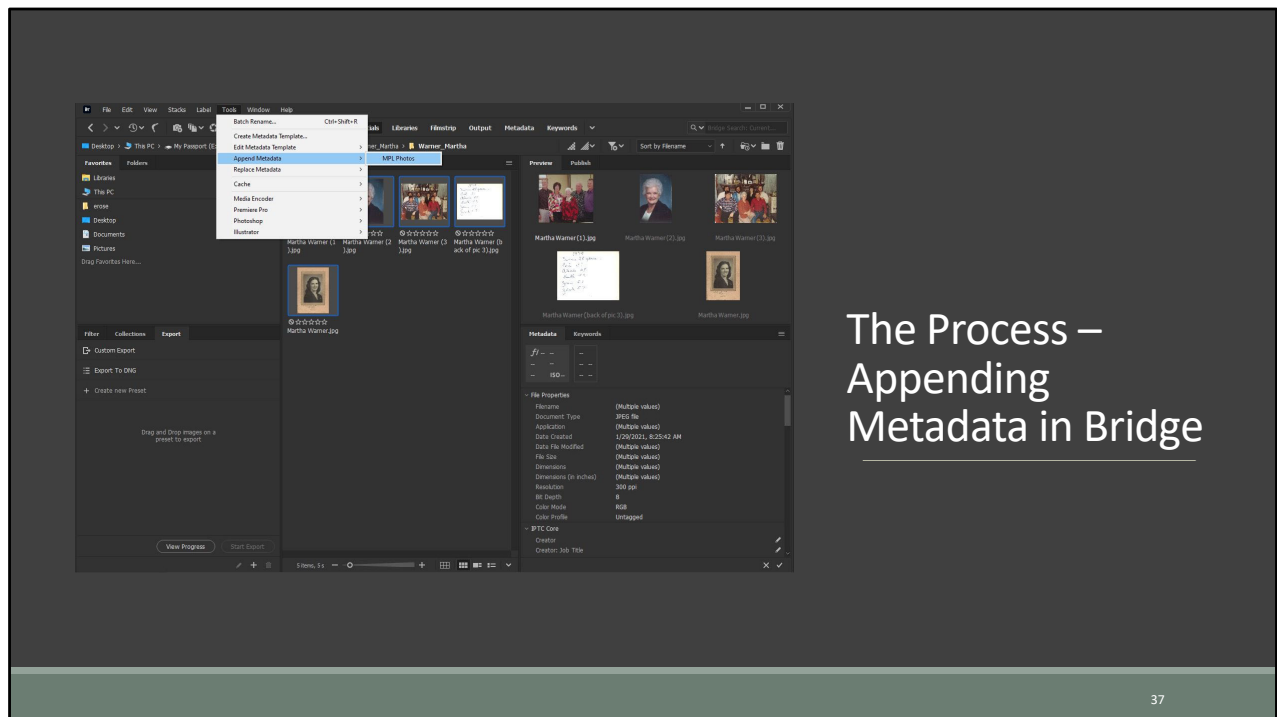 Br File Edit View Stacks Label Tools Window Help
Batch Rename... Ctrl+Shift+R
Create Metadata Template...
Edit Metadata Template
Append Metadata
MPL Photos
Replace Metadata
Cache
Media Encoder
Premiere Pro
Photoshop
Illustrator
Libraries Filmstrip Output Metadata Keywords
Bridge Search: Current...
Desktop > This PC > My Passport (E:
Warner_Martha
Sort by Filename
Favorites Folders
Libraries
This PC
erose
Desktop
Documents
Pictures
Drag Favorites Here...
Martha Warner (1
).jpg
Martha Warner (2
).jpg
Martha Warner (3
).jpg
Martha Warner (b
ack of pic 3).jpg
Martha Warner.jpg
Preview Publish
Martha Warner (1).jpg
Martha Warner (2).jpg
Martha Warner (3).jpg
Martha Warner (back of pic 3).jpg
Martha Warner.jpg
Filter Collections Export
Custom Export
Export To DNG
+ Create new Preset
Drag and Drop images on a
preset to export
View Progress Start Export
5 items, 5 s
Metadata Keywords
f/ -- --
ISO --
File Properties
Filename (Multiple values)
Document Type JPEG file
Application (Multiple values)
Date Created 1/29/2021, 8:25:42 AM
Date File Modified (Multiple values)
File Size (Multiple values)
Dimensions (Multiple values)
Dimensions (in inches) (Multiple values)
Resolution 300 ppi
Bit Depth 8
Color Mode RGB
Color Profile Untagged
IPTC Core
Creator
Creator: Job Title
The Process –
Appending
Metadata in Bridge
37